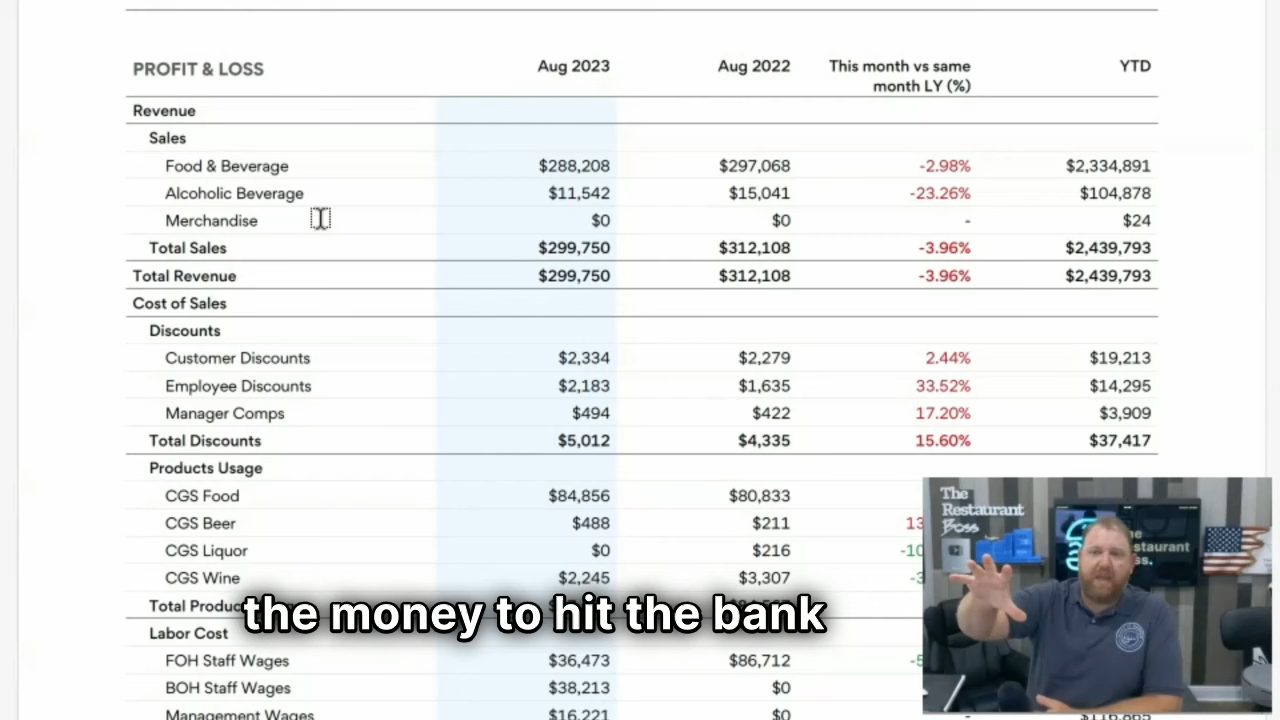 PROFIT & LOSS Aug 2023 Aug 2022 This month vs same month LY (%) YTD
Revenue
Sales
Food & Beverage $288,208 $297,068 -2.98% $2,334,891
Alcoholic Beverage $11,542 $15,041 -23.26% $104,878
Merchandise $0 $0 - $24
Total Sales $299,750 $312,108 -3.96% $2,439,793
Total Revenue $299,750 $312,108 -3.96% $2,439,793
Cost of Sales
Discounts
Customer Discounts $2,334 $2,279 2.44% $19,213
Employee Discounts $2,183 $1,635 33.52% $14,295
Manager Comps $494 $422 17.20% $3,909
Total Discounts $5,012 $4,335 15.60% $37,417
Products Usage
CGS Food $84,856 $80,833
CGS Beer $488 $211 13
CGS Liquor $0 $216 -10
CGS Wine $2,245 $3,307 -3
Total
the money to hit the bank
Labor Cost
FOH Staff Wages $36,473 $86,712 -5
BOH Staff Wages $38,213 $0
Management Wages $16,221 $0 -
The
Restaurant
Boss